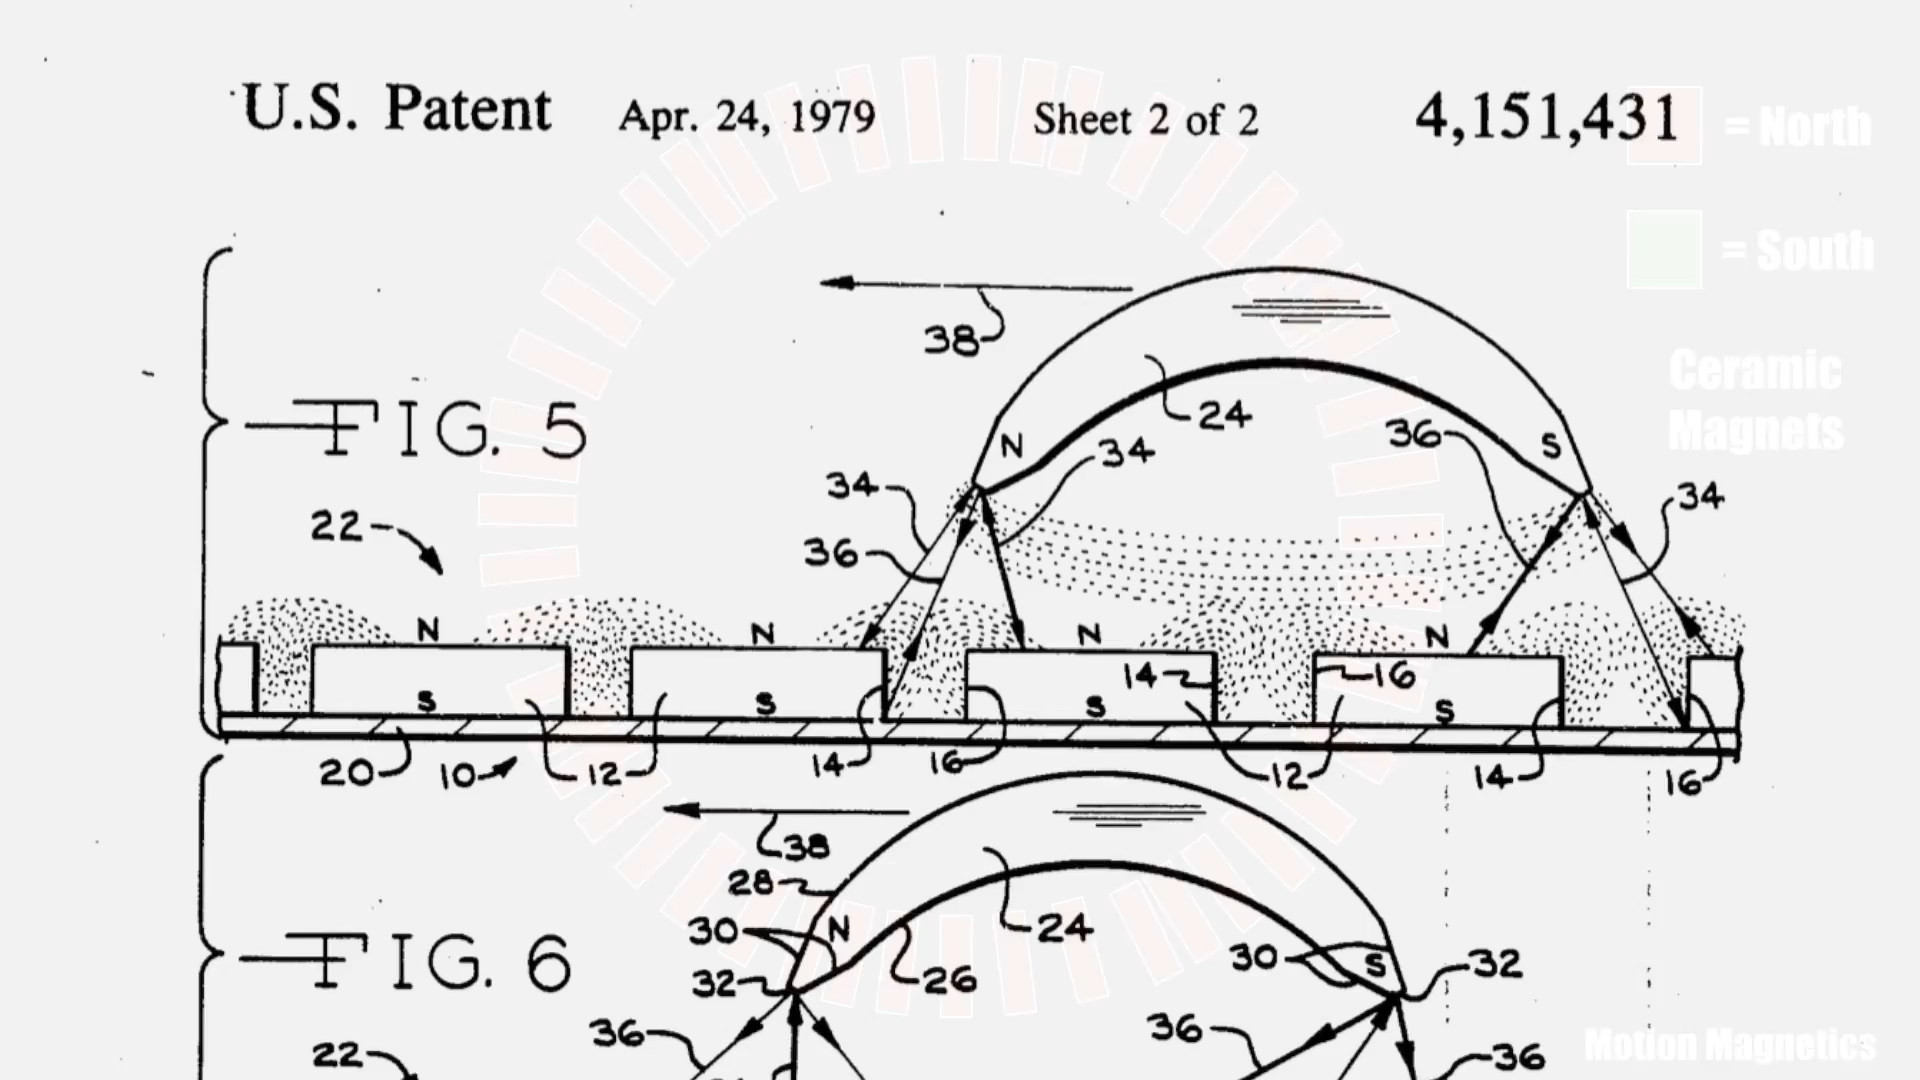 U.S. Patent Apr. 24, 1979 Sheet 2 of 2 4,151,431
= North
= South
Ceramic
Magnets
FIG. 5
38
24
N
S
36
34
34
34
36
22
N
N
N
N
14
16
S
S
S
S
20
10
12
14
16
12
14
16
FIG. 6
38
28
30
N
24
30
S
32
32
26
36
36
22
36
Motion Magnetics